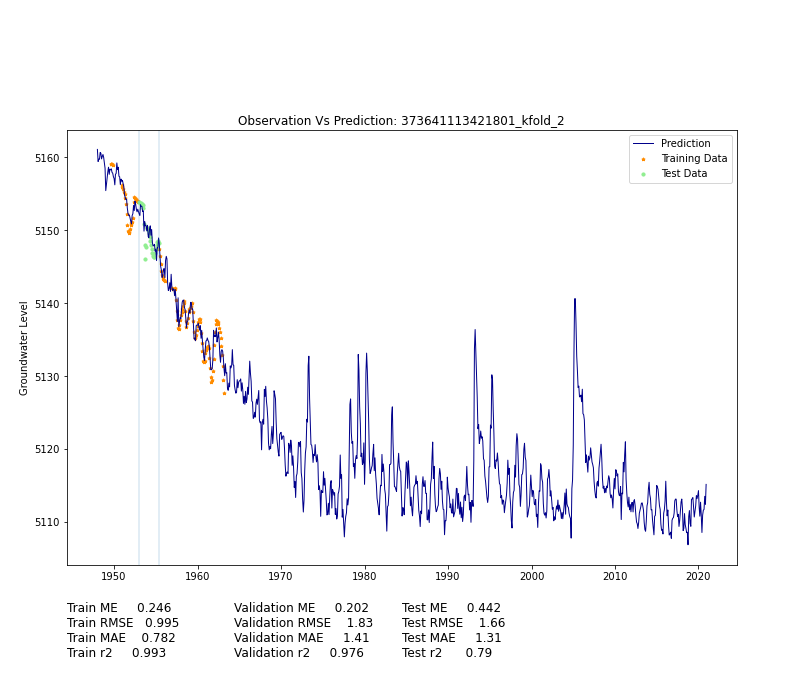 Observation Vs Prediction: 373641113421801_kfold_2
Prediction
Training Data
Test Data
Groundwater Level
5160
5150
5140
5130
5120
5110
1950 1960 1970 1980 1990 2000 2010 2020
Train ME 0.246 Validation ME 0.202 Test ME 0.442
Train RMSE 0.995 Validation RMSE 1.83 Test RMSE 1.66
Train MAE 0.782 Validation MAE 1.41 Test MAE 1.31
Train r2 0.993 Validation r2 0.976 Test r2 0.79